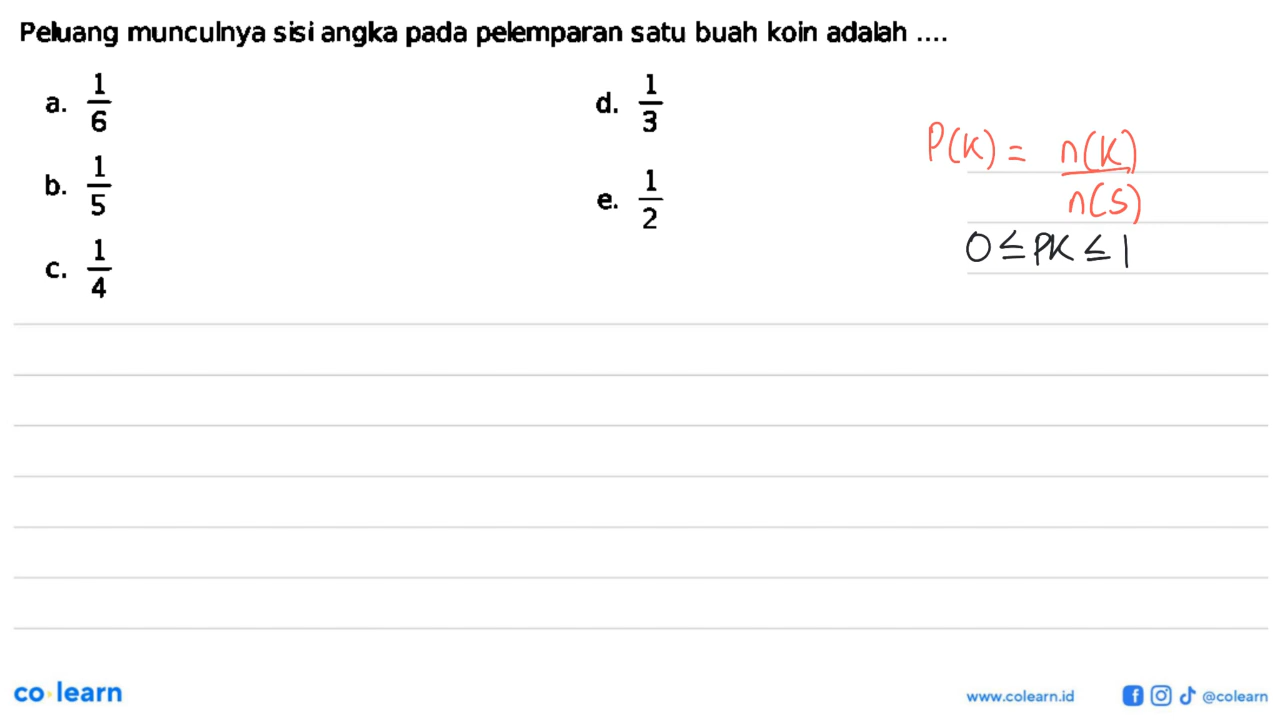 Peluang munculnya sisi angka pada pelemparan satu buah koin adalah ....
a. 1/6
b. 1/5
c. 1/4
d. 1/3
e. 1/2
P(K) = n(K)/n(S)
0 ≤ PK ≤ 1
co learn
www.colearn.id @colearn